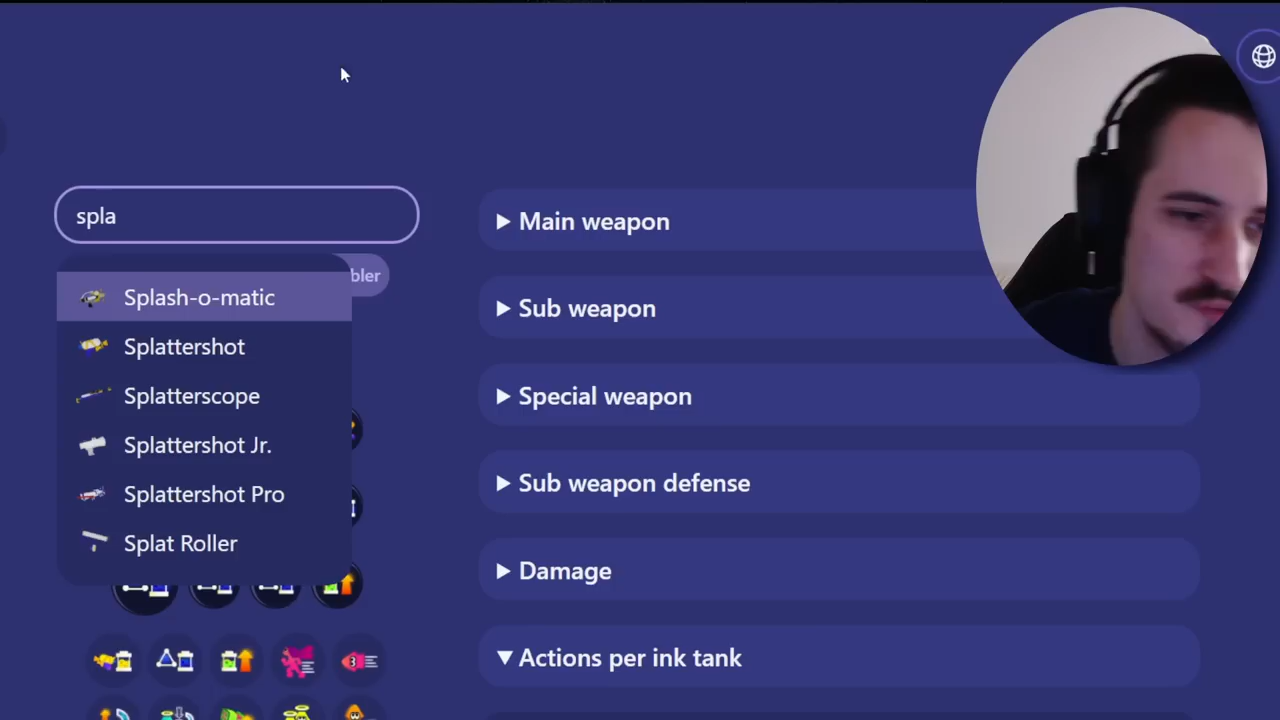 spla
bler
Splash-o-matic
Splattershot
Splatterscope
Splattershot Jr.
Splattershot Pro
Splat Roller
Main weapon
Sub weapon
Special weapon
Sub weapon defense
Damage
Actions per ink tank